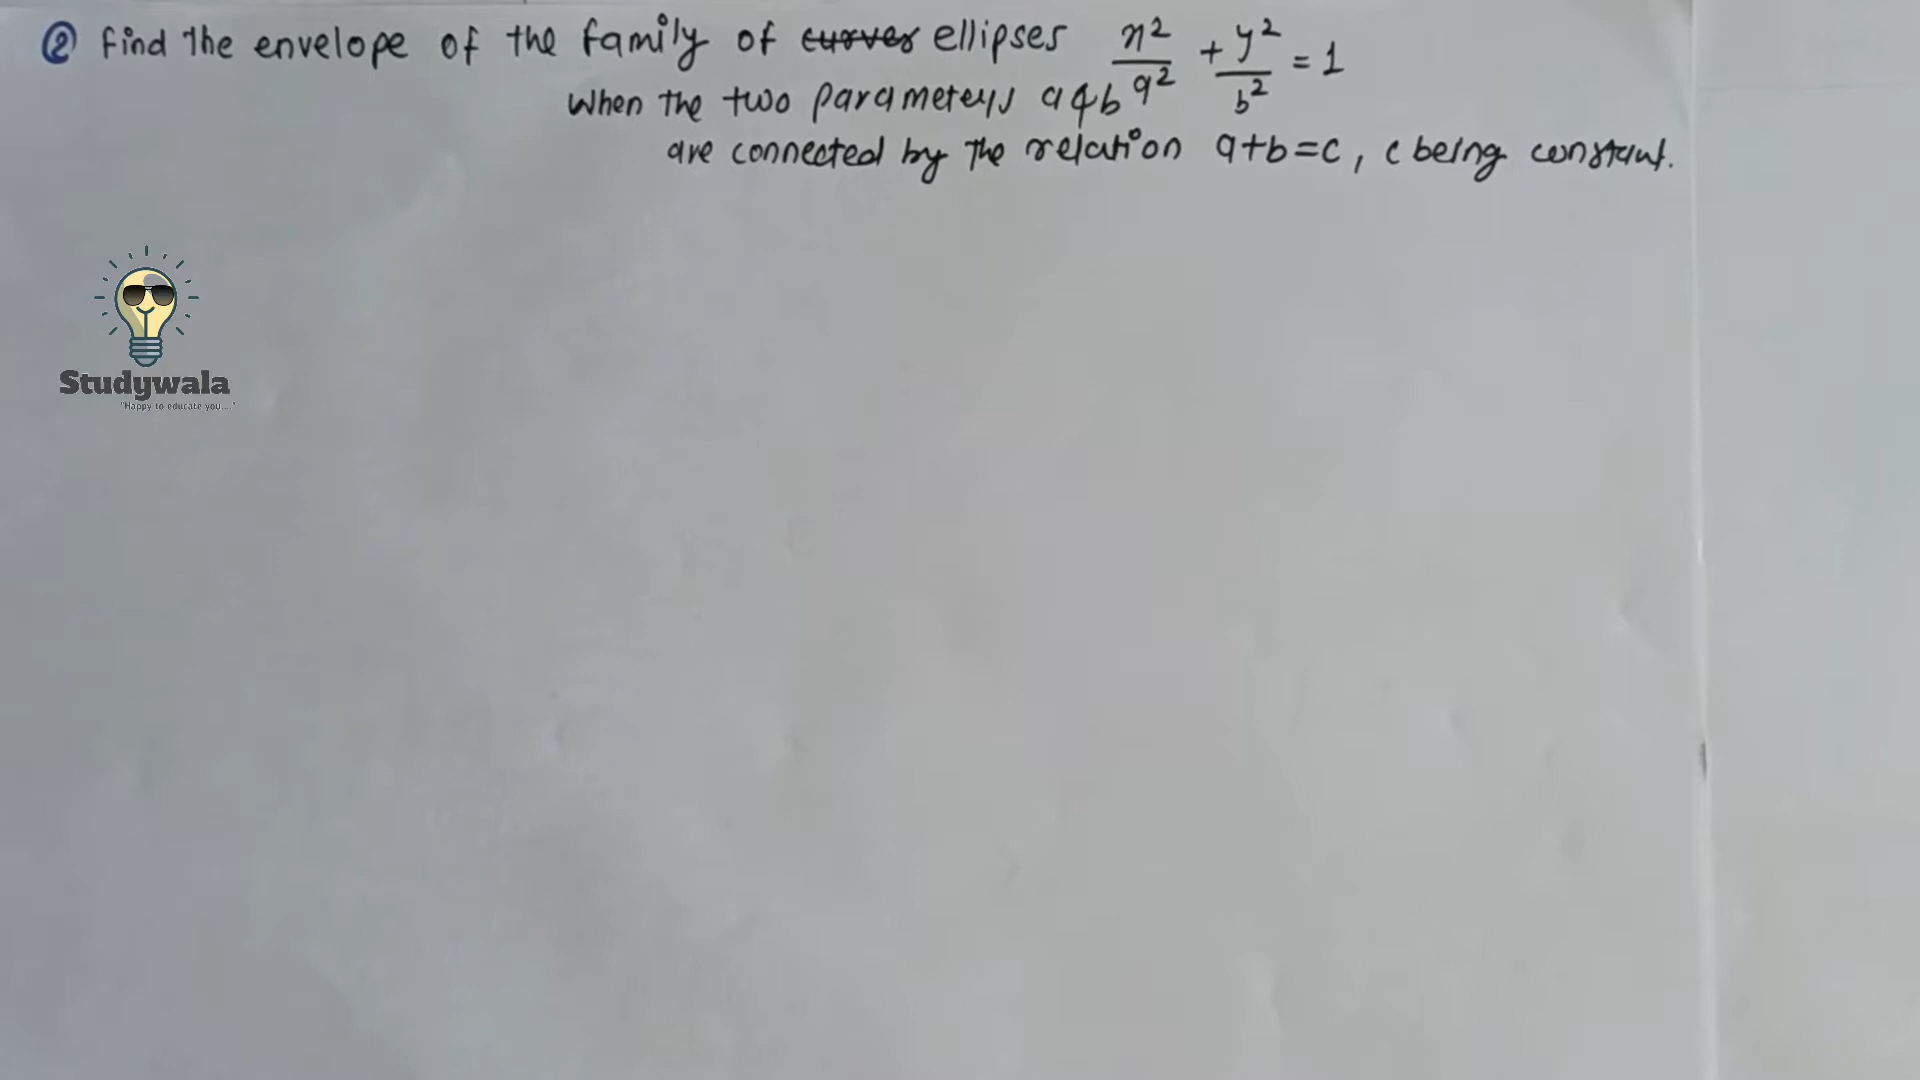 ② Find The envelope of the family of curves ellipses x²/a² + y²/b² = 1
When The two parameters a & b
are connected by The relation a+b=c, c being constant.
Studywala
"Happy to educate you...."